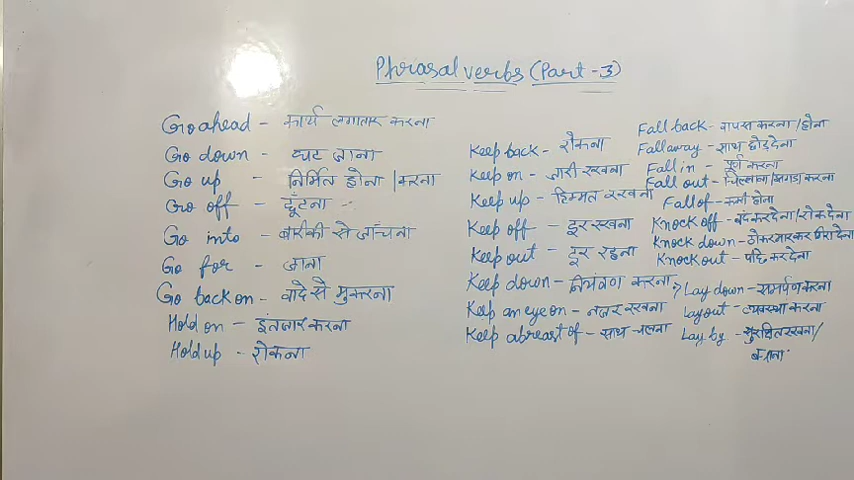 Phrasal verbs (Part-3)
Go ahead - कार्य लगातार करना
Go down - घट जाना
Go up - निर्मित होना / करना
Go off - छूटना
Go into - बारीकी से जांचना
Go for - जाना
Go back on - वादे से मुकरना
Hold on - इंतजार करना
Hold up - रोकना
Keep back - रोकना
Keep on - जारी रखना
Keep up - हिम्मत रखना
Keep off - दूर रखना
Keep out - दूर रहना
Keep down - नियंत्रण करना
Keep an eye on - नजर रखना
Keep abreast of - साथ चलना
Fall back - वापस करना / होना
Fall away - साथ छोड़ देना
Fall in - पूर्ण करना
Fall out - चिल्लाना / झगडा करना
Fall of - कमी होना
Knock off - बंद कर देना / रोक देना
Knock down - ठोकर मारकर गिरा देना
Knock out - पीछे कर देना
Lay down - समर्पण करना
Lay out - व्यवस्था करना
Lay by - सुरक्षित रखना /